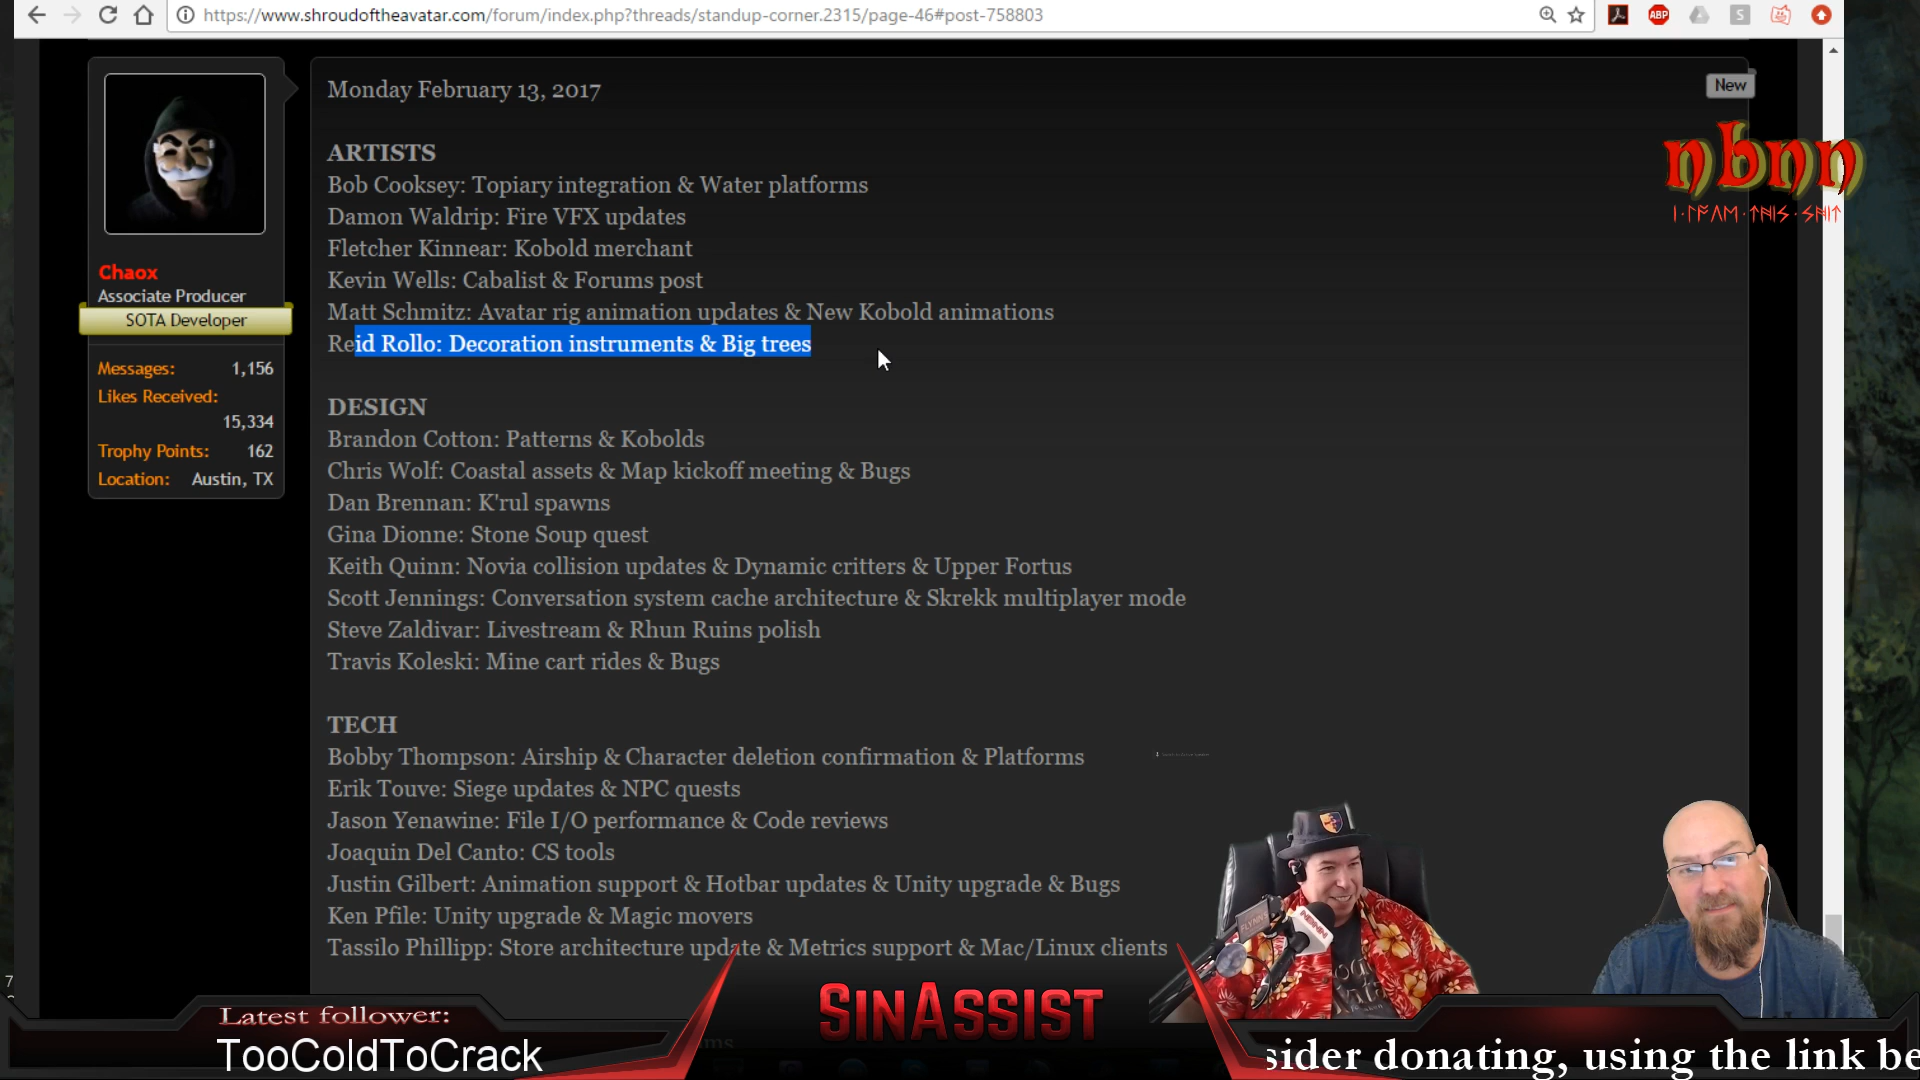 https://www.shroudoftheavatar.com/forum/index.php?threads/standup-corner.2315/page-46#post-758803
ABP
S
Monday February 13, 2017
New
nbnn
ARTISTS
Bob Cooksey: Topiary integration & Water platforms
Damon Waldrip: Fire VFX updates
Fletcher Kinnear: Kobold merchant
Kevin Wells: Cabalist & Forums post
Matt Schmitz: Avatar rig animation updates & New Kobold animations
Reid Rollo: Decoration instruments & Big trees
Chaox
Associate Producer
SOTA Developer
Messages: 1,156
Likes Received:
15,334
Trophy Points: 162
Location: Austin, TX
DESIGN
Brandon Cotton: Patterns & Kobolds
Chris Wolf: Coastal assets & Map kickoff meeting & Bugs
Dan Brennan: K'rul spawns
Gina Dionne: Stone Soup quest
Keith Quinn: Novia collision updates & Dynamic critters & Upper Fortus
Scott Jennings: Conversation system cache architecture & Skrekk multiplayer mode
Steve Zaldivar: Livestream & Rhun Ruins polish
Travis Koleski: Mine cart rides & Bugs
TECH
Bobby Thompson: Airship & Character deletion confirmation & Platforms
Erik Touve: Siege updates & NPC quests
Jason Yenawine: File I/O performance & Code reviews
Joaquin Del Canto: CS tools
Justin Gilbert: Animation support & Hotbar updates & Unity upgrade & Bugs
Ken Pfile: Unity upgrade & Magic movers
Tassilo Phillipp: Store architecture update & Metrics support & Mac/Linux clients
Latest follower:
TooColdToCrack
SINASSIST
sider donating, using the link be